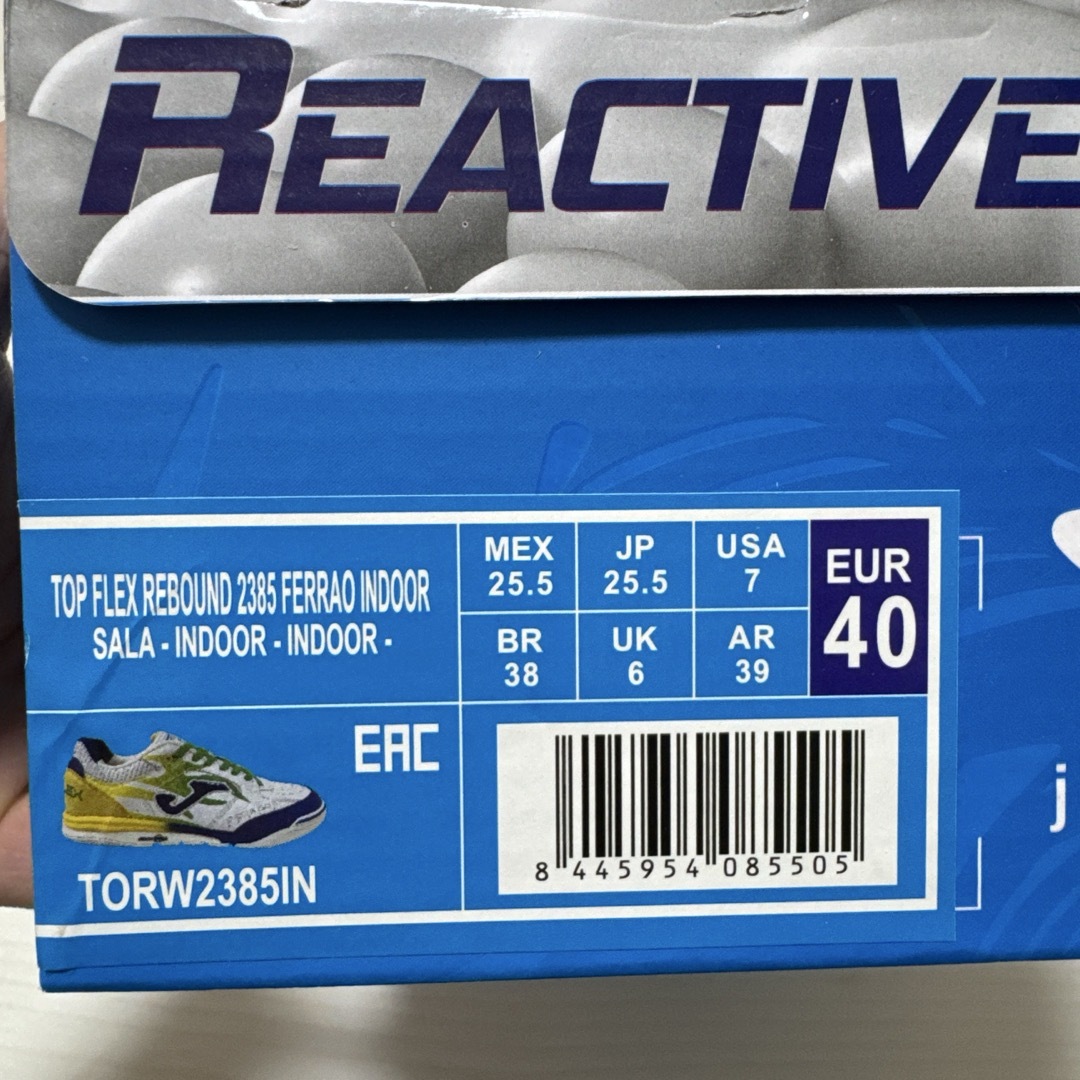 REACTIVE
TOP FLEX REBOUND 2385 FERRAO INDOOR
SALA - INDOOR - INDOOR -
MEX
25.5
JP
25.5
USA
7
EUR
40
BR
38
UK
6
AR
39
EAC
TORW2385IN
8 445954 085505
j